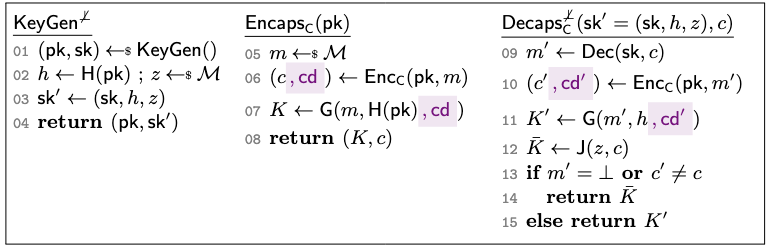 KeyGen^⊥̸
01 (pk, sk) ←$ KeyGen()
02 h ← H(pk) ; z ←$ ℳ
03 sk′ ← (sk, h, z)
04 return (pk, sk′)
Encaps_C(pk)
05 m ←$ ℳ
06 (c , cd ) ← Enc_C(pk, m)
07 K ← G(m, H(pk) , cd )
08 return (K, c)
Decaps_C^⊥̸(sk′ = (sk, h, z), c)
09 m′ ← Dec(sk, c)
10 (c′ , cd′ ) ← Enc_C(pk, m′)
11 K′ ← G(m′, h , cd′ )
12 K̄ ← J(z, c)
13 if m′ = ⊥ or c′ ≠ c
14 return K̄
15 else return K′